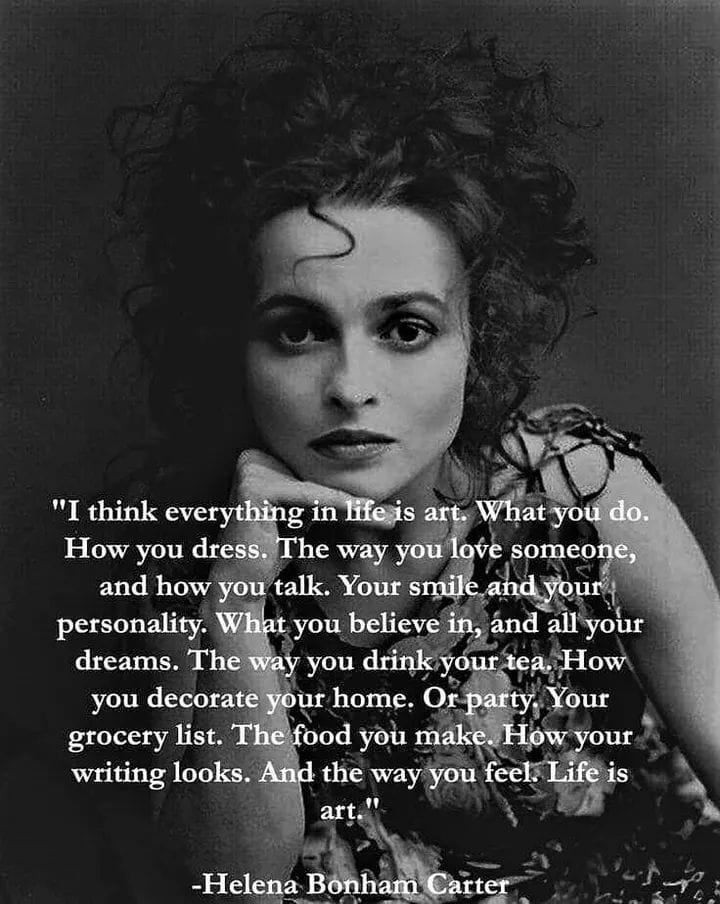 "I think everything in life is art. What you do.
How you dress. The way you love someone,
and how you talk. Your smile and your
personality. What you believe in, and all your
dreams. The way you drink your tea. How
you decorate your home. Or party. Your
grocery list. The food you make. How your
writing looks. And the way you feel. Life is
art."
-Helena Bonham Carter